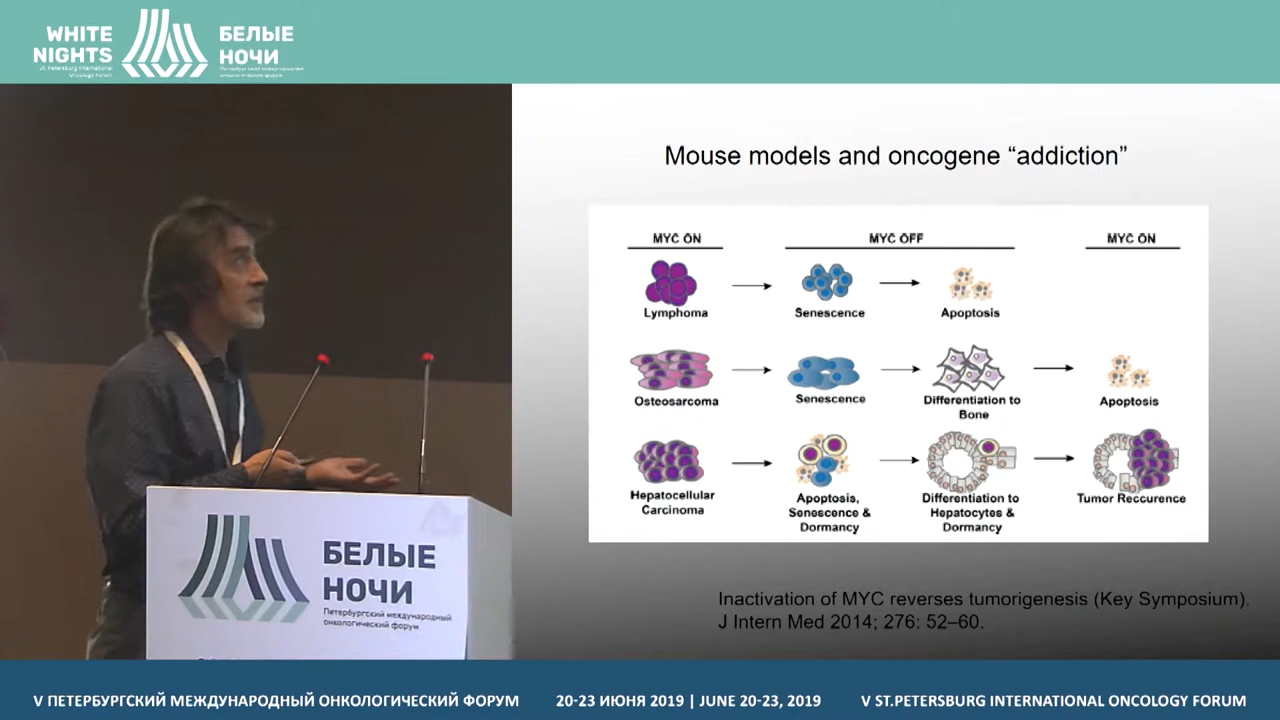 WHITE
NIGHTS
St. Petersburg International
Oncology Forum
БЕЛЫЕ
НОЧИ
Петербургский международный
онкологический форум
Mouse models and oncogene “addiction”
MYC ON
MYC OFF
MYC ON
Lymphoma
Senescence
Apoptosis
Osteosarcoma
Senescence
Differentiation to
Bone
Apoptosis
Hepatocellular
Carcinoma
Apoptosis,
Senescence &
Dormancy
Differentiation to
Hepatocytes &
Dormancy
Tumor Reccurence
Inactivation of MYC reverses tumorigenesis (Key Symposium).
J Intern Med 2014; 276: 52–60.
БЕЛЫЕ
НОЧИ
Петербургский международный
онкологический форум
V ПЕТЕРБУРГСКИЙ МЕЖДУНАРОДНЫЙ ОНКОЛОГИЧЕСКИЙ ФОРУМ
20-23 ИЮНЯ 2019 | JUNE 20-23, 2019
V ST.PETERSBURG INTERNATIONAL ONCOLOGY FORUM